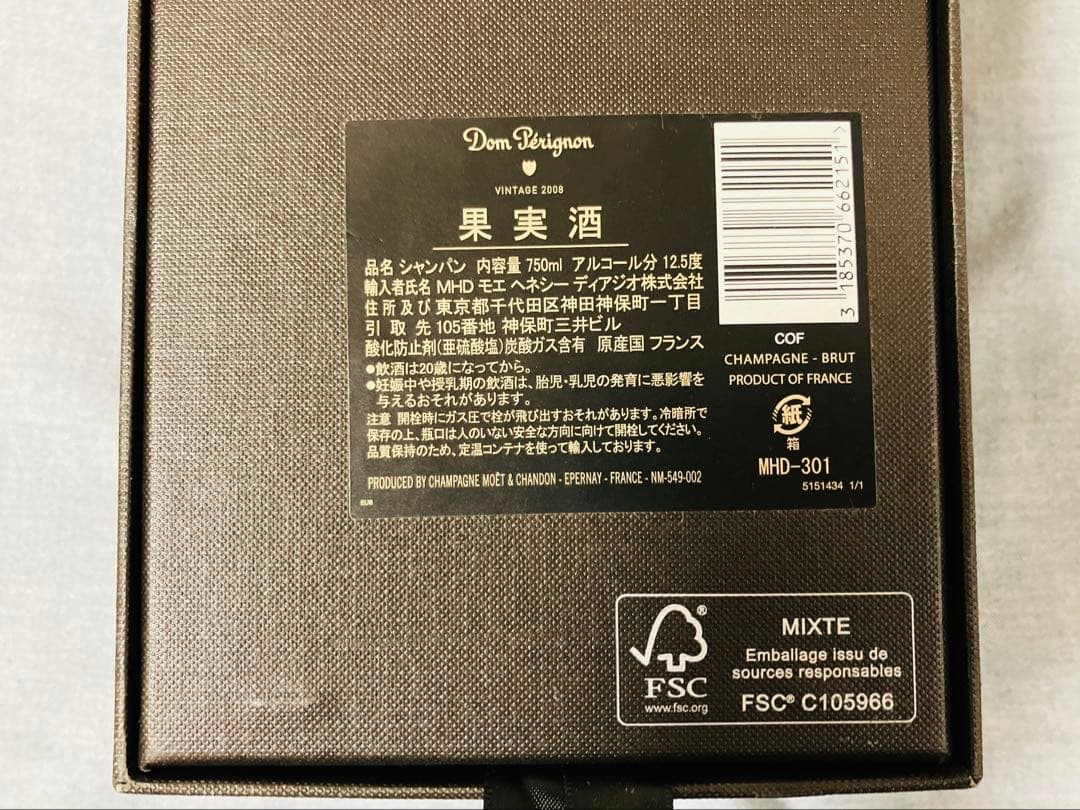 Dom Pérignon
VINTAGE 2008
果実酒
品名 シャンパン 内容量 750ml アルコール分 12.5度
輸入者氏名 MHD モエ ヘネシー ディアジオ株式会社
住所及び 東京都千代田区神田神保町一丁目
引取先 105番地 神保町三井ビル
酸化防止剤(亜硫酸塩)炭酸ガス含有 原産国 フランス
●飲酒は20歳になってから。
●妊娠中や授乳期の飲酒は、胎児・乳児の発育に悪影響を
与えるおそれがあります。
注意 開栓時にガス圧で栓が飛び出すおそれがあります。冷暗所で
保存の上、瓶口は人のいない安全な方向に向けて開栓してください。
品質保持のため、定温コンテナを使って輸入しております。
PRODUCED BY CHAMPAGNE MOËT & CHANDON - EPERNAY - FRANCE - NM-549-002
3 185370 662151 >
COF
CHAMPAGNE - BRUT
PRODUCT OF FRANCE
紙
箱
MHD-301
5151434 1/1
FSC®
www.fsc.org
MIXTE
Emballage issu de
sources responsables
FSC® C105966